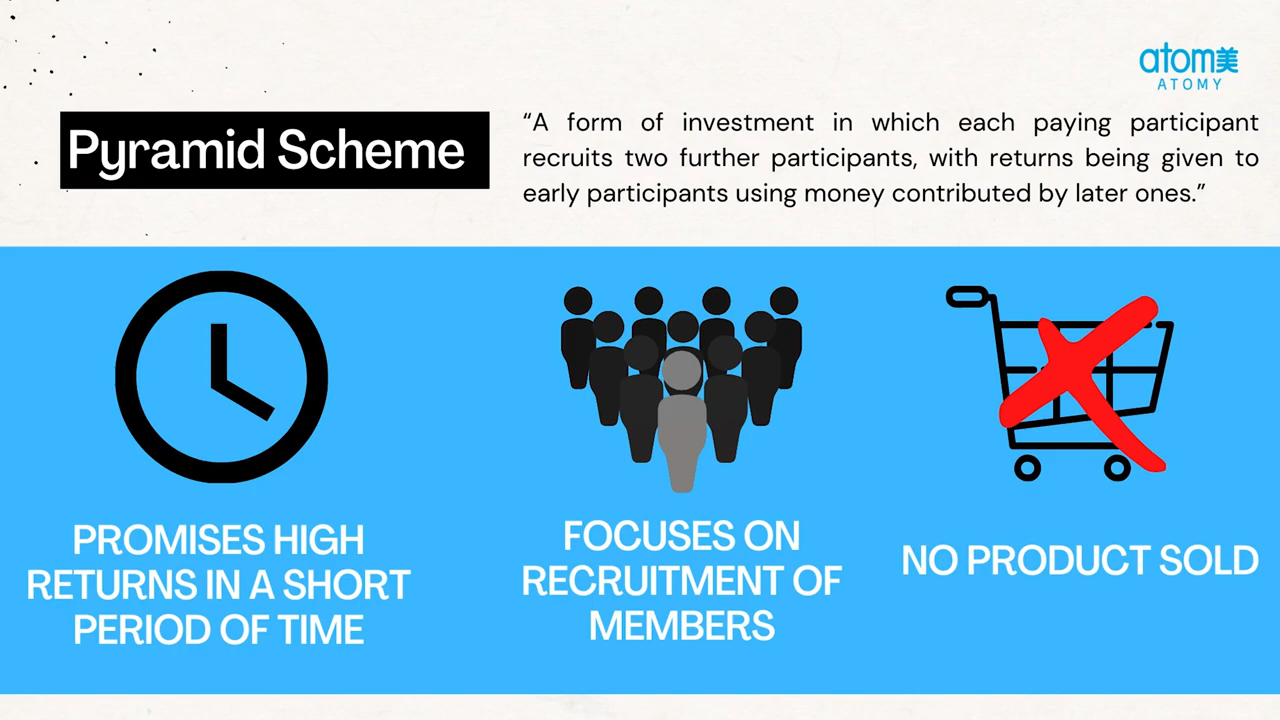 atom美
ATOMY
Pyramid Scheme
“A form of investment in which each paying participant
recruits two further participants, with returns being given to
early participants using money contributed by later ones.”
PROMISES HIGH
RETURNS IN A SHORT
PERIOD OF TIME
FOCUSES ON
RECRUITMENT OF
MEMBERS
NO PRODUCT SOLD